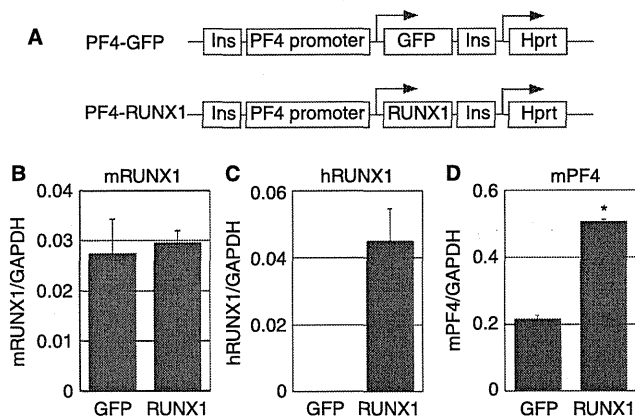 A
PF4-GFP Ins PF4 promoter GFP Ins Hprt
PF4-RUNX1 Ins PF4 promoter RUNX1 Ins Hprt
B mRUNX1
mRUNX1/GAPDH
0.04
0.03
0.02
0.01
0
GFP RUNX1
C hRUNX1
hRUNX1/GAPDH
0.06
0.04
0.02
0
GFP RUNX1
D mPF4
mPF4/GAPDH
0.6
0.4
0.2
0
*
GFP RUNX1